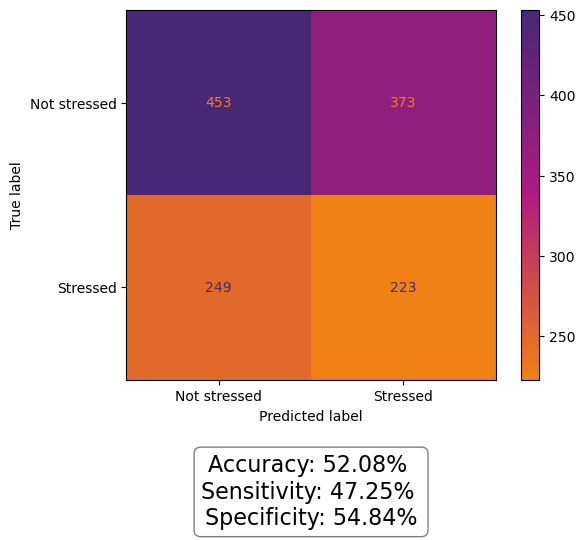 450
Not stressed 453 373
400
True label
350
300
Stressed 249 223
250
Not stressed Stressed
Predicted label
Accuracy: 52.08%
Sensitivity: 47.25%
Specificity: 54.84%